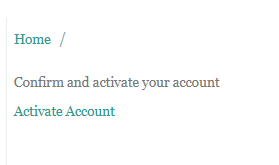 Home /
Confirm and activate your account
Activate Account